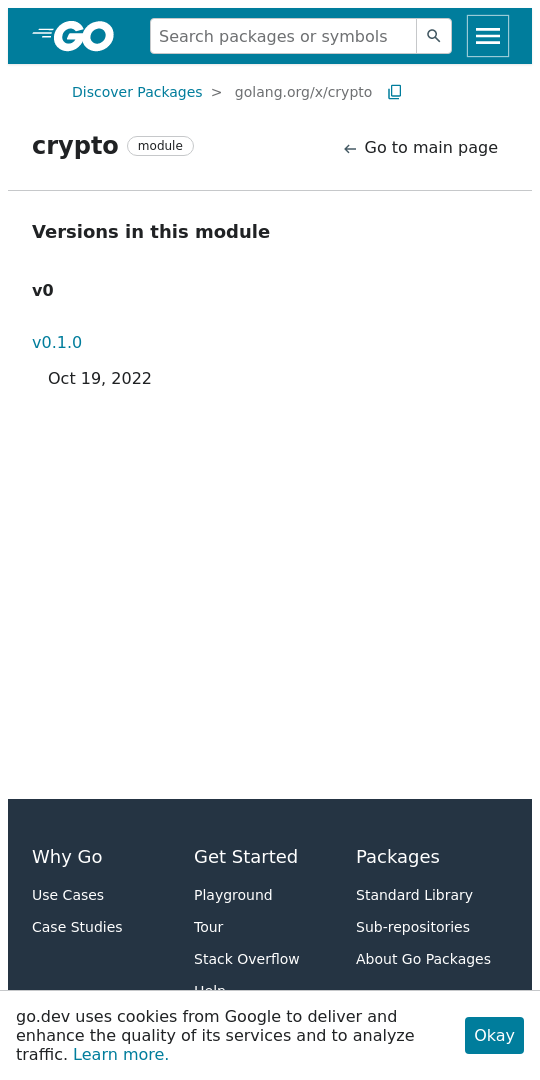 GO
Search packages or symbols
Discover Packages > golang.org/x/crypto
crypto module
Go to main page
Versions in this module
v0
v0.1.0
Oct 19, 2022
Why Go
Use Cases
Case Studies
Get Started
Playground
Tour
Stack Overflow
Help
Packages
Standard Library
Sub-repositories
About Go Packages
go.dev uses cookies from Google to deliver and
enhance the quality of its services and to analyze
traffic. Learn more.
Okay